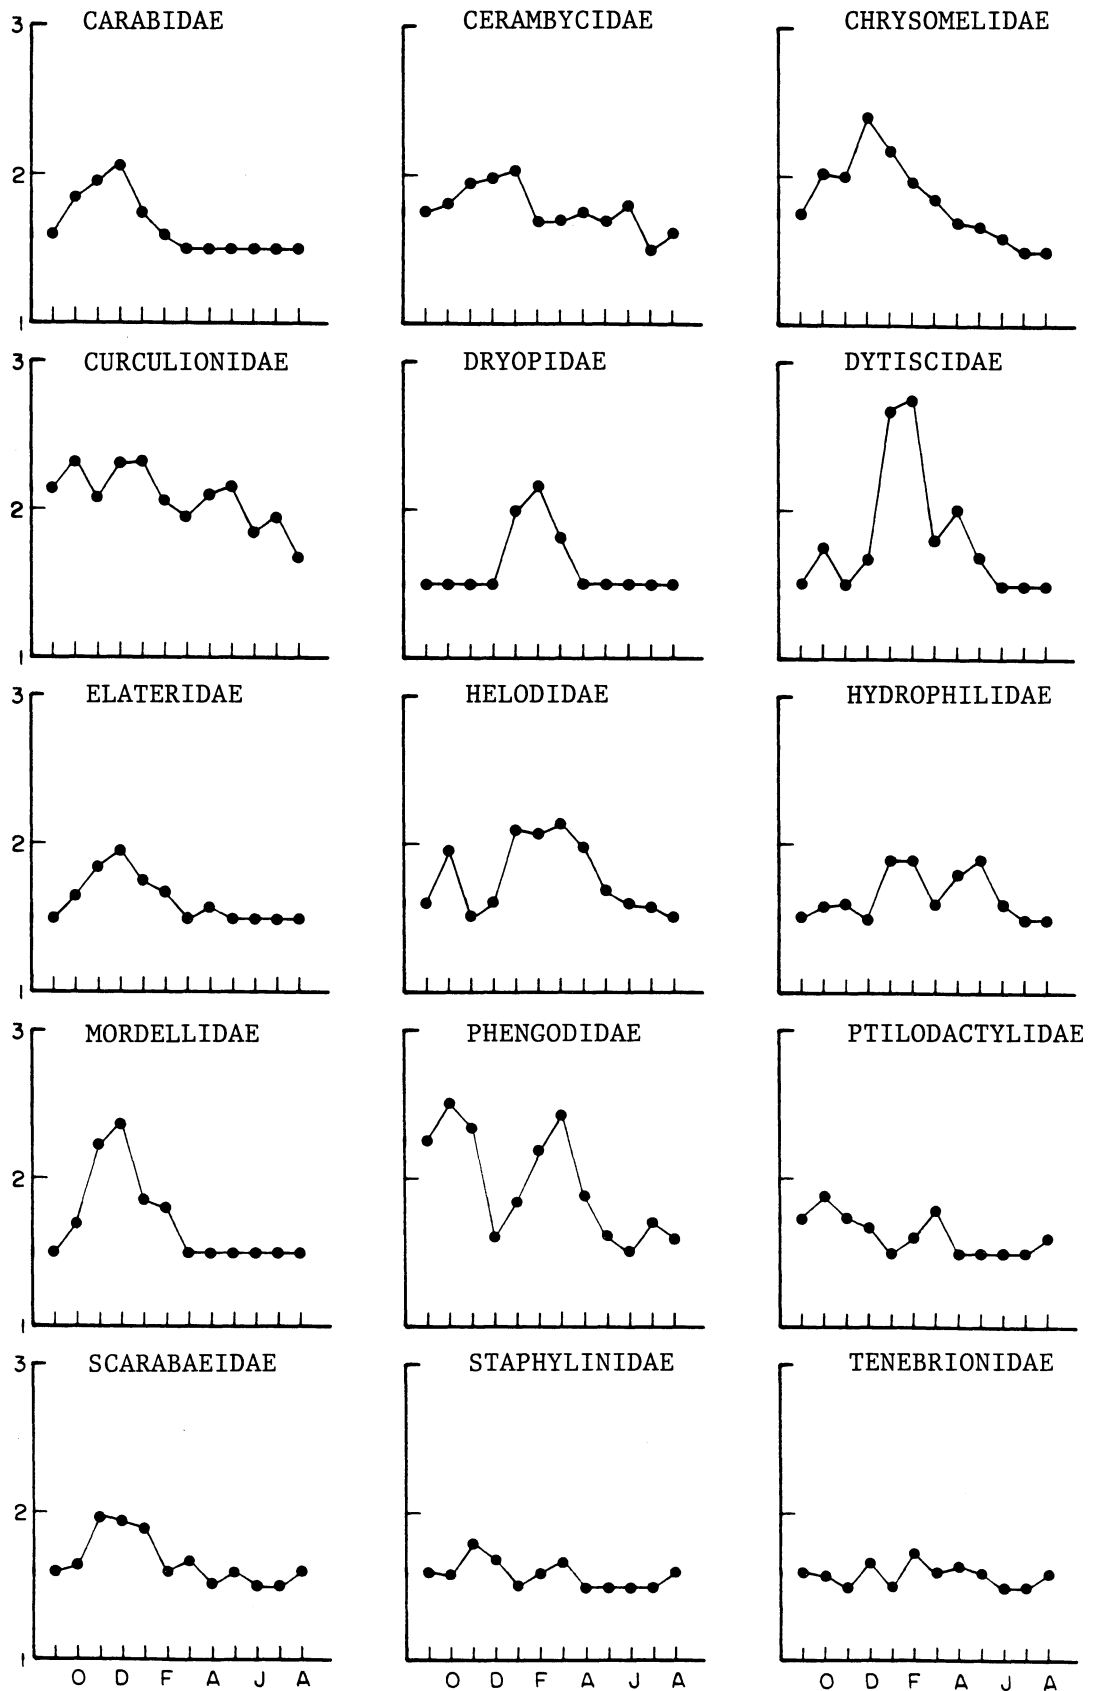 3 CARABIDAE CERAMBYCIDAE CHRYSOMELIDAE
2
1
3 CURCULIONIDAE DRYOPIDAE DYTISCIDAE
2
1
3 ELATERIDAE HELODIDAE HYDROPHILIDAE
2
1
3 MORDELLIDAE PHENGODIDAE PTILODACTYLIDAE
2
1
3 SCARABAEIDAE STAPHYLINIDAE TENEBRIONIDAE
2
1
O D F A J A O D F A J A O D F A J A